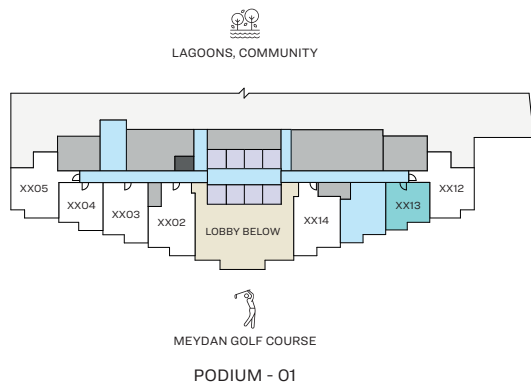 LAGOONS, COMMUNITY
XX05
XX12
XX04
XX13
XX03
XX02
XX14
LOBBY BELOW
MEYDAN GOLF COURSE
PODIUM - 01